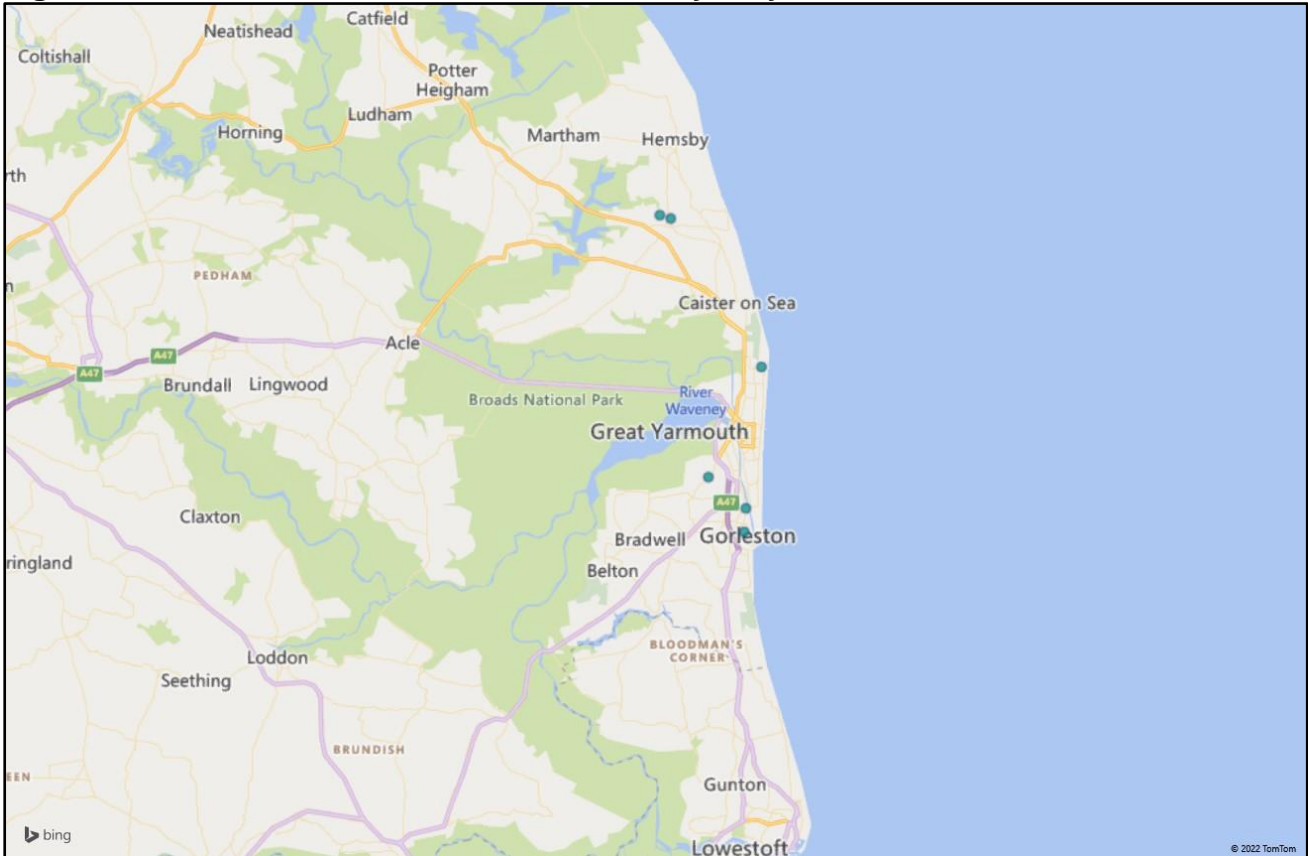 Catfield
Neatishead
Coltishall
Potter
Heigham
Ludham
Horning
Martham
Hemsby
rth
PEDHAM
n
Caister on Sea
Acle
A47
A47
Brundall
Lingwood
Broads National Park
River
Waveney
Great Yarmouth
A47
Claxton
Bradwell
Gorleston
ringland
Belton
BLOODMAN'S
CORNER
Loddon
Seething
BRUNDISH
EEN
Gunton
bing
Lowestoft
© 2022 TomTom